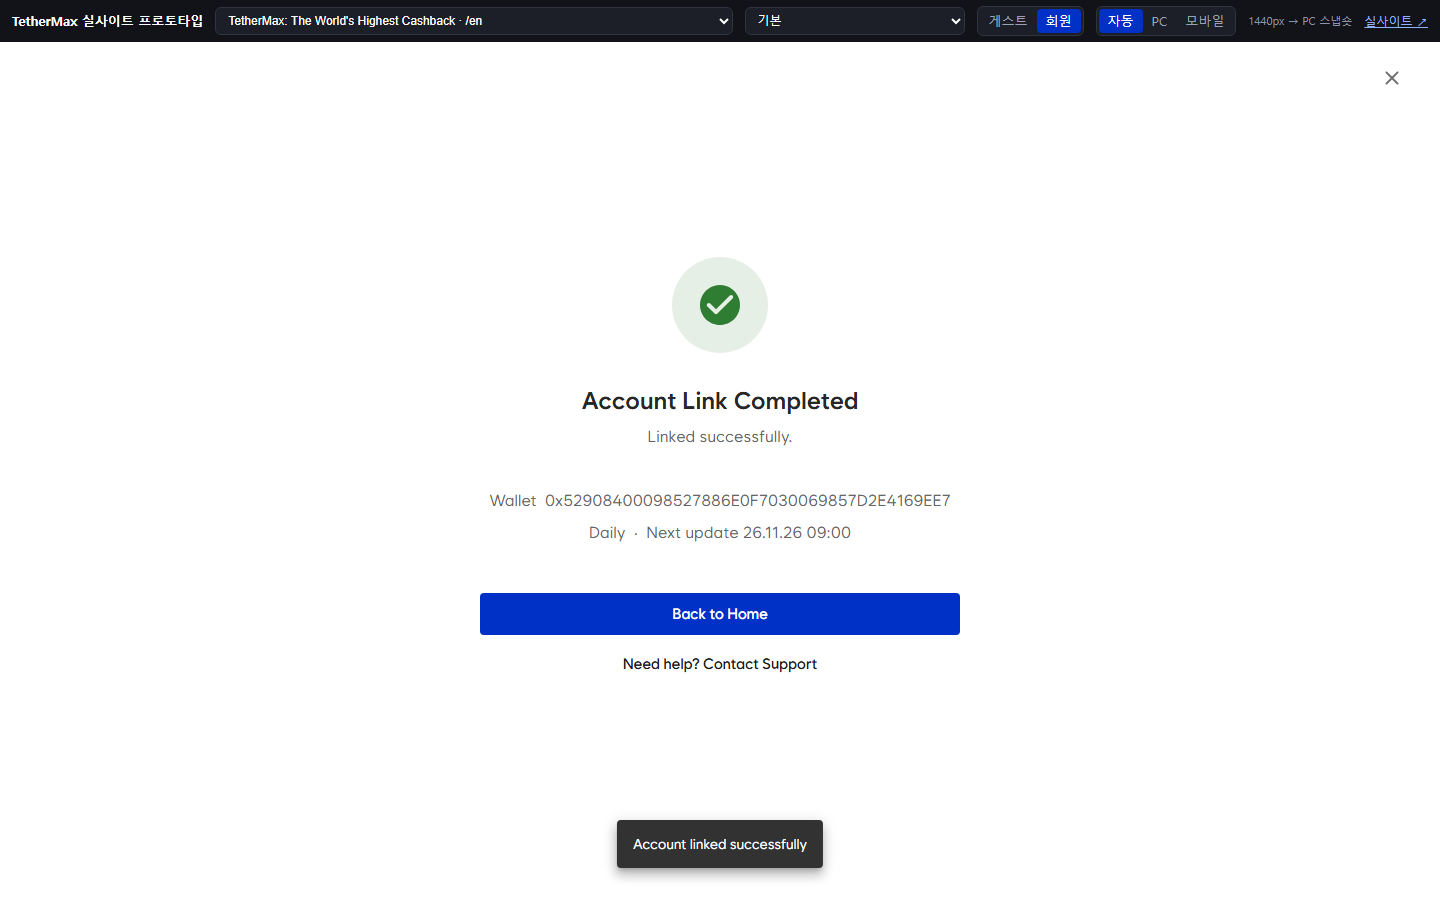 TetherMax 실사이트 프로토타입 TetherMax: The World's Highest Cashback · /en 기본 게스트 회원 자동 PC 모바일 1440px → PC 스냅숏 실사이트 ↗
Account Link Completed
Linked successfully.
Wallet 0x52908400098527886E0F7030069857D2E4169EE7
Daily · Next update 26.11.26 09:00
Back to Home
Need help? Contact Support
Account linked successfully